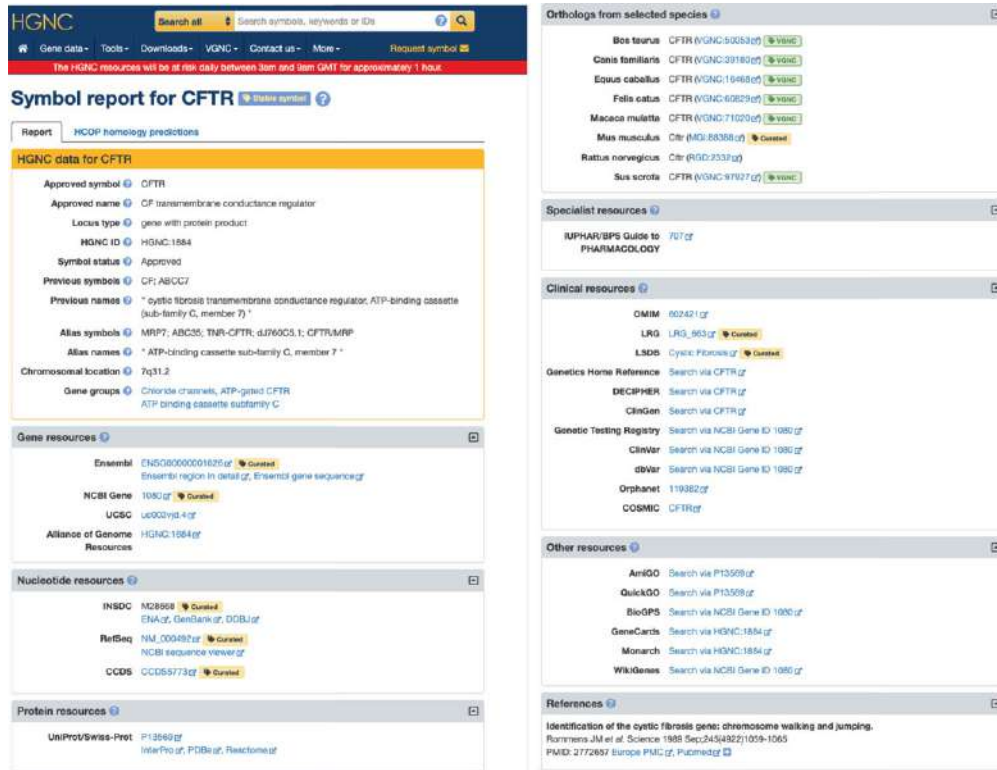 HGNC
Search all
Search symbols, keywords or IDs
Gene data
Tools
Downloads
VGNC
Contact us
More
Request symbol
The HGNC resources will be at risk daily between 3am and 9am GMT for approximately 1 hour.
Symbol report for CFTR Stable symbol
Report
HCOP homology predictions
HGNC data for CFTR
Approved symbol CFTR
Approved name CF transmembrane conductance regulator
Locus type gene with protein product
HGNC ID HGNC:1884
Symbol status Approved
Previous symbols CF; ABCC7
Previous names " cystic fibrosis transmembrane conductance regulator, ATP-binding cassette
(sub-family C, member 7) "
Alias symbols MRP7; ABC35; TNR-CFTR; dJ760C5.1; CFTR/MRP
Alias names " ATP-binding cassette sub-family C, member 7 "
Chromosomal location 7q31.2
Gene groups Chloride channels, ATP-gated CFTR
ATP binding cassette subfamily C
Gene resources
Ensembl ENSG00000001626 Curated
Ensembl region in detail, Ensembl gene sequence
NCBI Gene 1080 Curated
UCSC uc003vjd.4
Alliance of Genome HGNC:1884
Resources
Nucleotide resources
INSDC M28668 Curated
ENA, GenBank, DDBJ
RefSeq NM_000492 Curated
NCBI sequence viewer
CCDS CCDS5773 Curated
Protein resources
UniProt/Swiss-Prot P13569
InterPro, PDBe, Reactome
Orthologs from selected species
Bos taurus CFTR (VGNC:50053) VGNC
Canis familiaris CFTR (VGNC:39180) VGNC
Equus caballus CFTR (VGNC:16468) VGNC
Felis catus CFTR (VGNC:60829) VGNC
Macaca mulatta CFTR (VGNC:71020) VGNC
Mus musculus Cftr (MGI:88388) Curated
Rattus norvegicus Cftr (RGD:2332)
Sus scrofa CFTR (VGNC:97927) VGNC
Specialist resources
IUPHAR/BPS Guide to 707
PHARMACOLOGY
Clinical resources
OMIM 602421
LRG LRG_663 Curated
LSDB Cystic Fibrosis Curated
Genetics Home Reference Search via CFTR
DECIPHER Search via CFTR
ClinGen Search via CFTR
Genetic Testing Registry Search via NCBI Gene ID 1080
ClinVar Search via NCBI Gene ID 1080
dbVar Search via NCBI Gene ID 1080
Orphanet 119382
COSMIC CFTR
Other resources
AmiGO Search via P13569
QuickGO Search via P13569
BioGPS Search via NCBI Gene ID 1080
GeneCards Search via HGNC:1884
Monarch Search via HGNC:1884
WikiGenes Search via NCBI Gene ID 1080
References
Identification of the cystic fibrosis gene: chromosome walking and jumping.
Rommens JM et al. Science 1989 Sep;245(4922)1059-1065
PMID: 2772657 Europe PMC, Pubmed